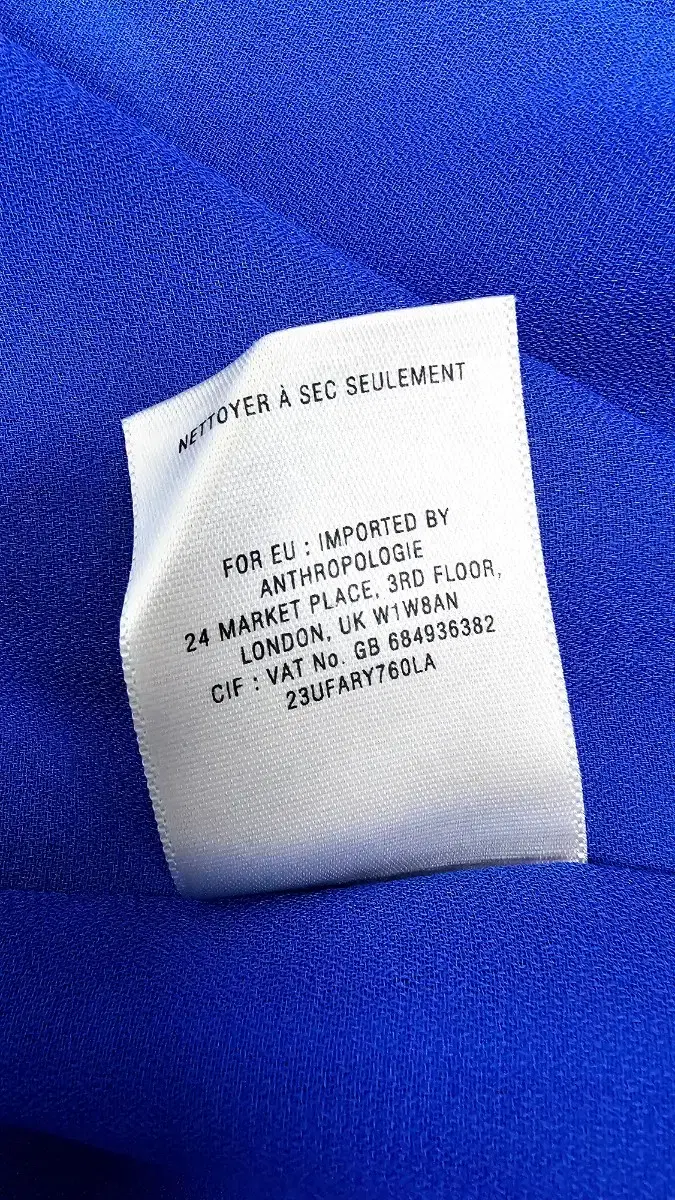 NETTOYER À SEC SEULEMENT
FOR EU : IMPORTED BY
ANTHROPOLOGIE
24 MARKET PLACE, 3RD FLOOR,
LONDON, UK W1W8AN
CIF : VAT No. GB 684936382
23UFARY760LA